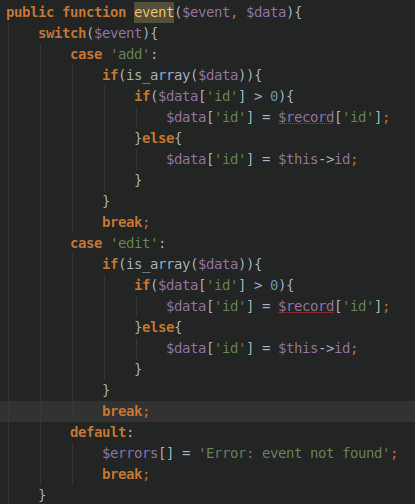 public function event($event, $data){
    switch($event){
        case 'add':
            if(is_array($data)){
                if($data['id'] > 0){
                    $data['id'] = $record['id'];
                }else{
                    $data['id'] = $this->id;
                }
            }
            break;
        case 'edit':
            if(is_array($data)){
                if($data['id'] > 0){
                    $data['id'] = $record['id'];
                }else{
                    $data['id'] = $this->id;
                }
            }
            break;
        default:
            $errors[] = 'Error: event not found';
            break;
    }